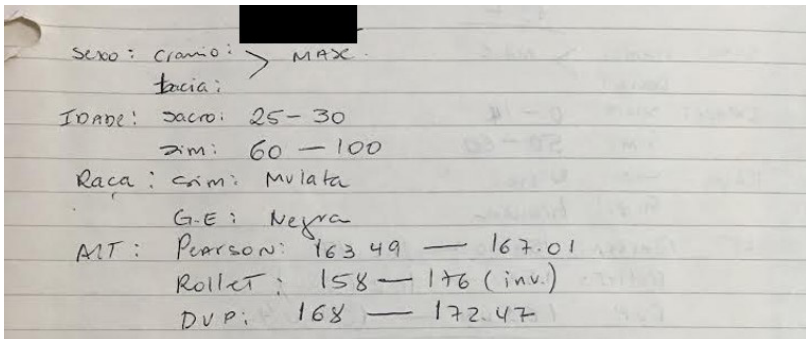 Sexo: cranio: > MASC.
bacia:
IDADE: Sacro: 25 - 30
sim: 60 - 100
Raça: crim: Mulata
G.E: Negra
ALT: PEARSON: 163 49 — 167.01
Rollet: 158 — 176 (inv.)
DVP: 168 — 172.47